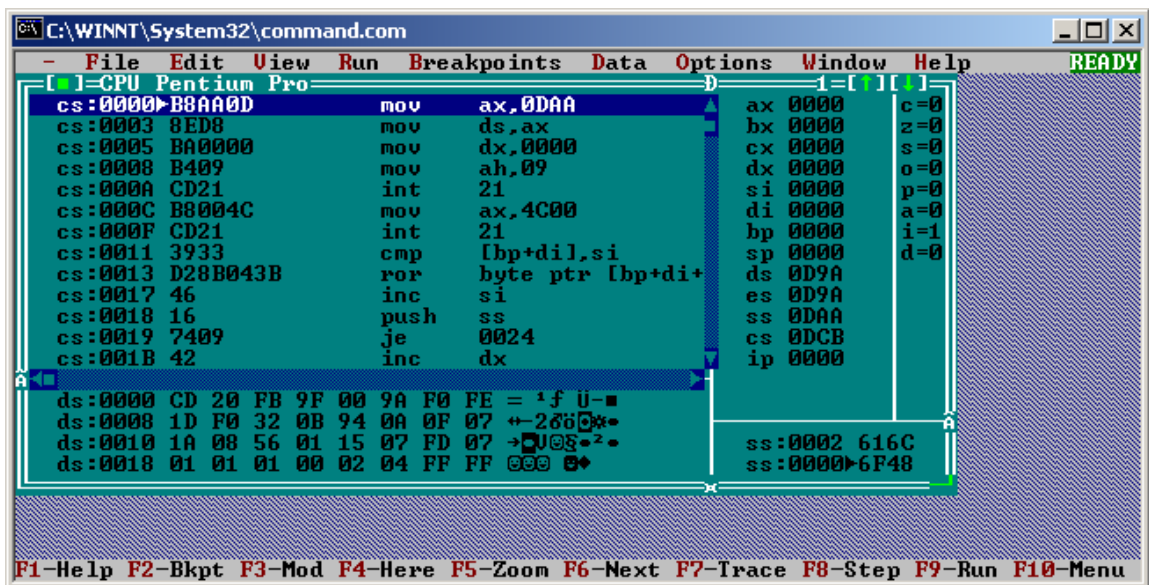 C:\WINNT\System32\command.com
- File Edit View Run Breakpoints Data Options Window Help READY
[■]=CPU Pentium Pro 1=[↑][↓]
cs:0000►B8AA0D mov ax,0DAA ax 0000 c=0
cs:0003 8ED8 mov ds,ax bx 0000 z=0
cs:0005 BA0000 mov dx,0000 cx 0000 s=0
cs:0008 B409 mov ah,09 dx 0000 o=0
cs:000A CD21 int 21 si 0000 p=0
cs:000C B8004C mov ax,4C00 di 0000 a=0
cs:000F CD21 int 21 bp 0000 i=1
cs:0011 3933 cmp [bp+di],si sp 0000 d=0
cs:0013 D28B043B ror byte ptr [bp+di+ ds 0D9A
cs:0017 46 inc si es 0D9A
cs:0018 16 push ss ss 0DAA
cs:0019 7409 je 0024 cs 0DCB
cs:001B 42 inc dx ip 0000
ds:0000 CD 20 FB 9F 00 9A F0 FE = ¹ƒ Ü-■
ds:0008 1D F0 32 0B 94 0A 0F 07 ↔-2♂ö◙☼•
ds:0010 1A 08 56 01 15 07 FD 07 →◘V☺§•²• ss:0002 616C
ds:0018 01 01 01 00 02 04 FF FF ☺☺☺ ☻♦ ss:0000►6F48
F1-Help F2-Bkpt F3-Mod F4-Here F5-Zoom F6-Next F7-Trace F8-Step F9-Run F10-Menu